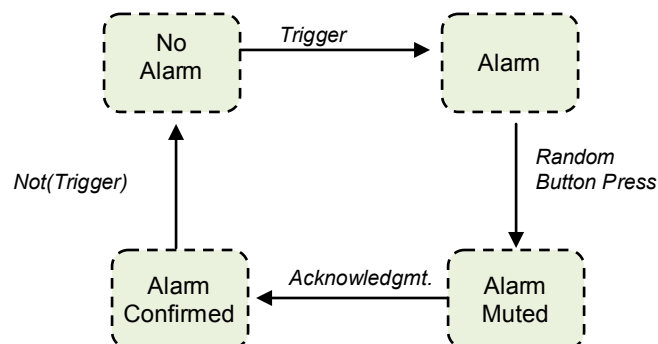 No
Alarm
Trigger
Alarm
Random
Button Press
Not(Trigger)
Alarm
Confirmed
Acknowledgmt.
Alarm
Muted